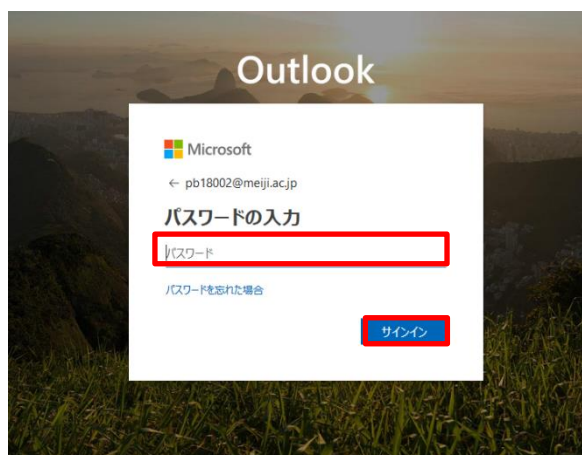 Outlook
Microsoft
← pb18002@meiji.ac.jp
パスワードの入力
パスワード
パスワードを忘れた場合
サインイン